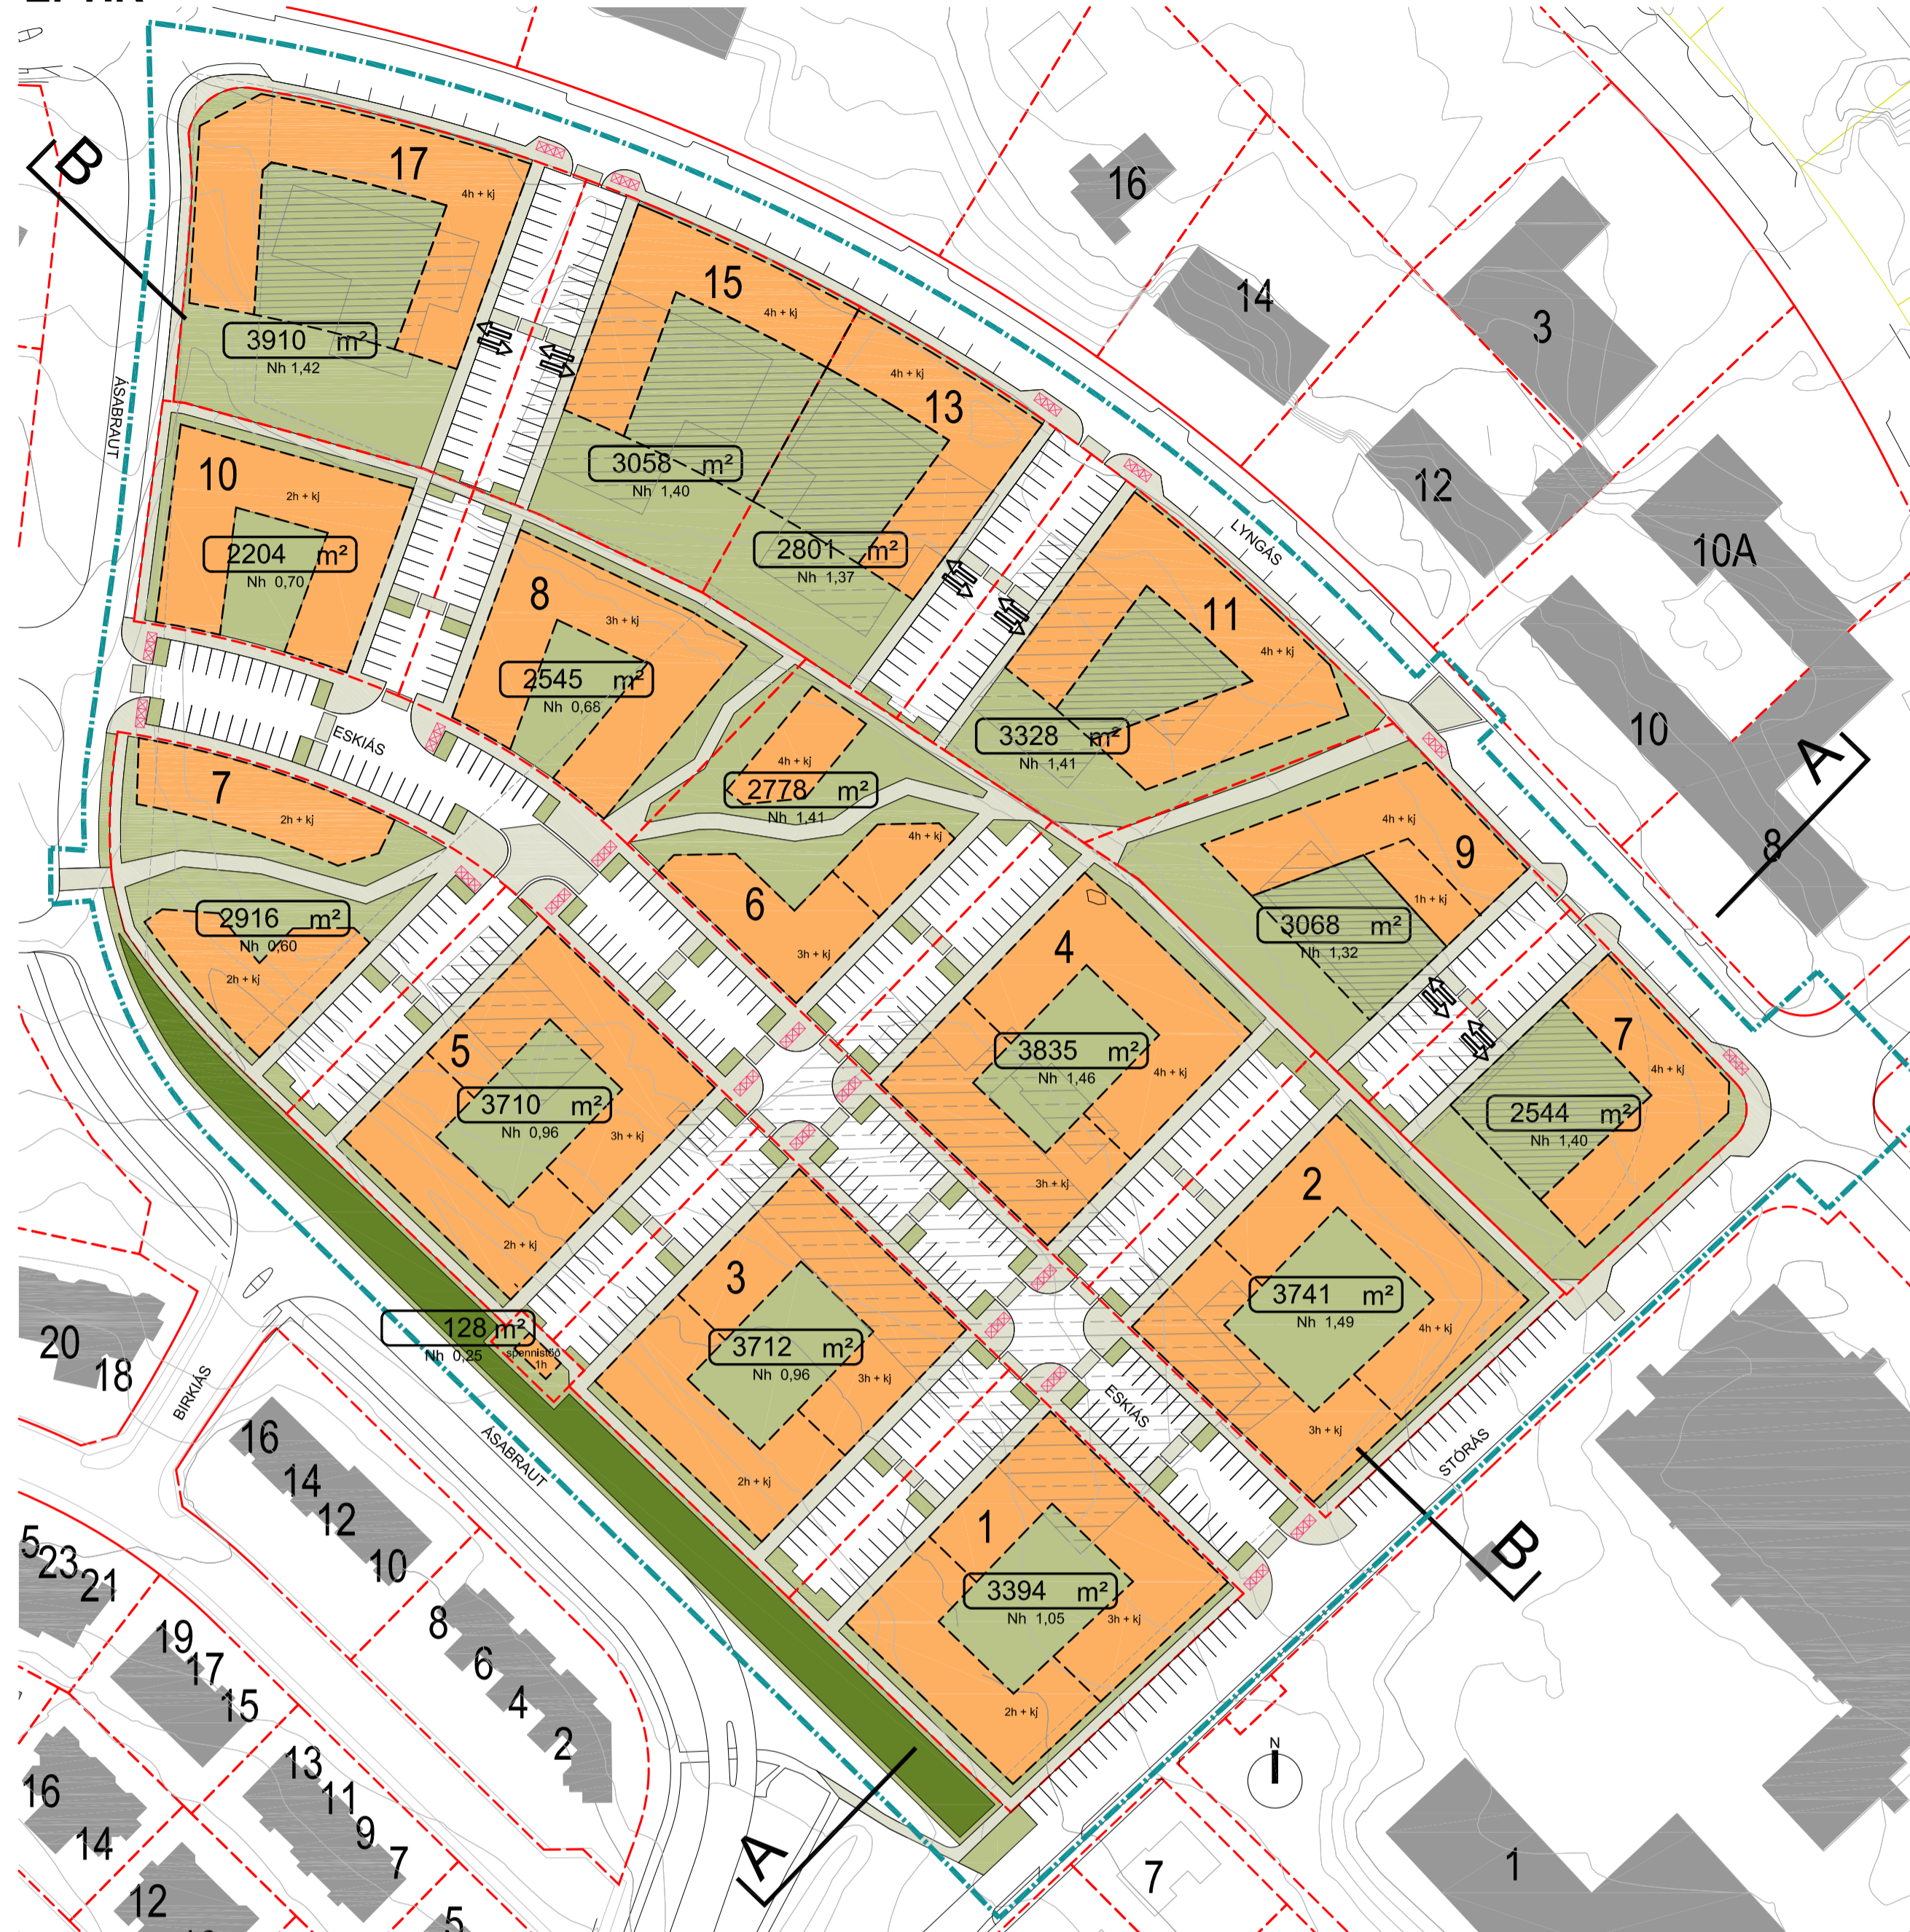 B
17
4h + kj
3910 m²
Nh 1,42
ÁSABRAUT
15
4h + kj
4h + kj
13
3058 m²
Nh 1,40
2801 m²
Nh 1,37
16
14
3
12
10A
10
8
A
LYNGÁS
10
2h + kj
2204 m²
Nh 0,70
8
3h + kj
2545 m²
Nh 0,68
11
4h + kj
3328 m²
Nh 1,41
ESKIÁS
7
2h + kj
4h + kj
2778 m²
Nh 1,41
4h + kj
6
3h + kj
4h + kj
9
1h + kj
3068 m²
Nh 1,32
2916 m²
Nh 0,60
2h + kj
4
3835 m²
Nh 1,46
4h + kj
3h + kj
7
4h + kj
2544 m²
Nh 1,40
5
3710 m²
Nh 0,96
3h + kj
2h + kj
2
3741 m²
Nh 1,49
4h + kj
3h + kj
3
3712 m²
Nh 0,96
3h + kj
2h + kj
128 m²
Nh 0,25
spennistöð
1h
20
18
BIRKIÁS
ÁSABRAUT
ESKIÁS
STÓRÁS
B
1
3394 m²
Nh 1,05
3h + kj
2h + kj
16
14
12
10
8
6
4
2
5
23
21
19
17
15
13
11
9
7
16
14
12
5
A
N
7
1